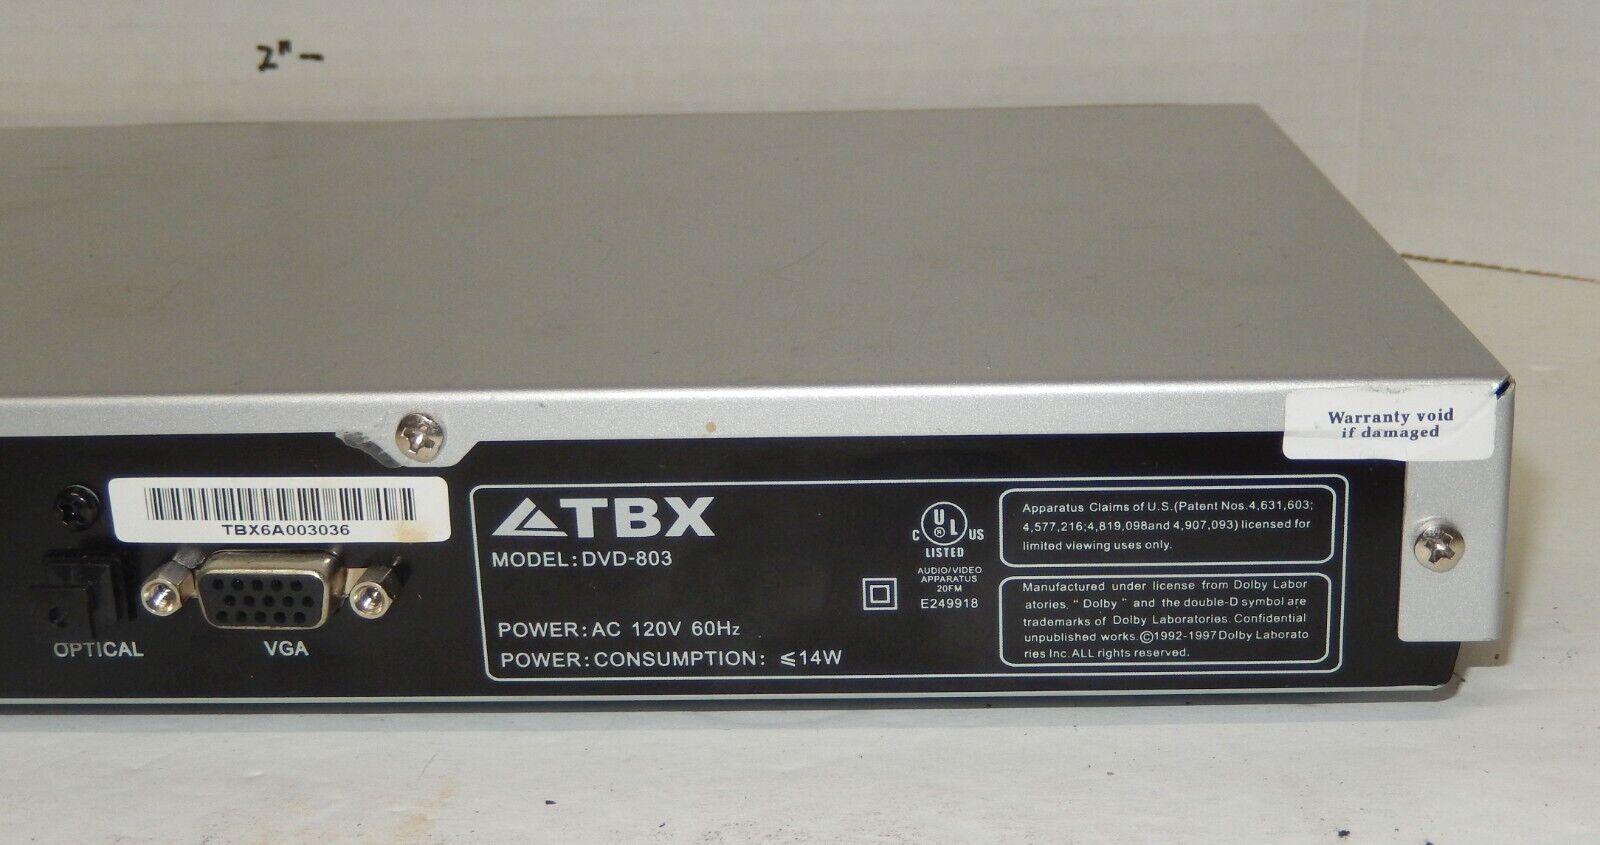 2"-
Warranty void
if damaged
TBX6A003036
OPTICAL
VGA
TBX
MODEL: DVD-803
POWER: AC 120V 60Hz
POWER: CONSUMPTION: ⩽14W
C UL US
®
LISTED
AUDIO/VIDEO
APPARATUS
20FM
E249918
Apparatus Claims of U.S. (Patent Nos. 4,631,603;
4,577,216;4,819,098and 4,907,093) licensed for
limited viewing uses only.
Manufactured under license from Dolby Labor
atories. " Dolby " and the double-D symbol are
trademarks of Dolby Laboratories. Confidential
unpublished works. ©1992-1997 Dolby Laborato
ries Inc. ALL rights reserved.